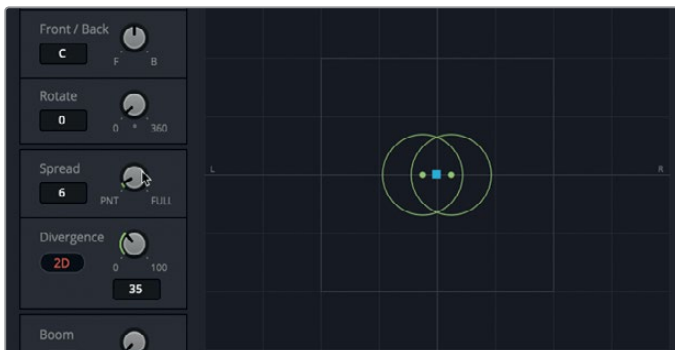 Front / Back
C
F B
Rotate
0
0 ° 360
Spread
6
PNT FULL
Divergence
2D
0 100
35
Boom
L
R